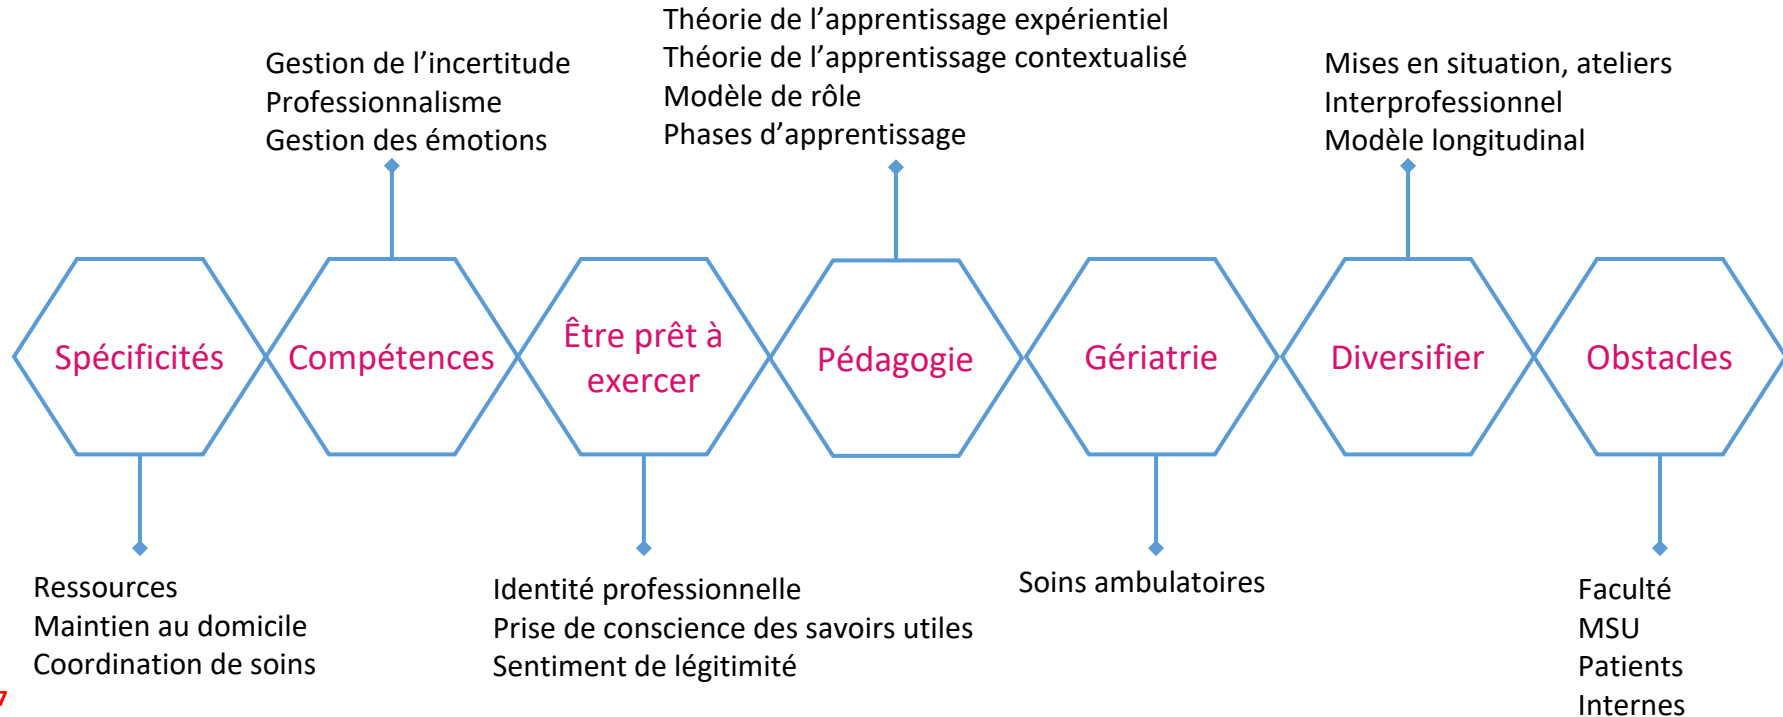 Théorie de l’apprentissage expérientiel
Théorie de l’apprentissage contextualisé
Modèle de rôle
Phases d’apprentissage
Gestion de l’incertitude
Professionnalisme
Gestion des émotions
Mises en situation, ateliers
Interprofessionnel
Modèle longitudinal
Spécificités
Compétences
Être prêt à
exercer
Pédagogie
Gériatrie
Diversifier
Obstacles
Ressources
Maintien au domicile
Coordination de soins
Identité professionnelle
Prise de conscience des savoirs utiles
Sentiment de légitimité
Soins ambulatoires
Faculté
MSU
Patients
Internes
7